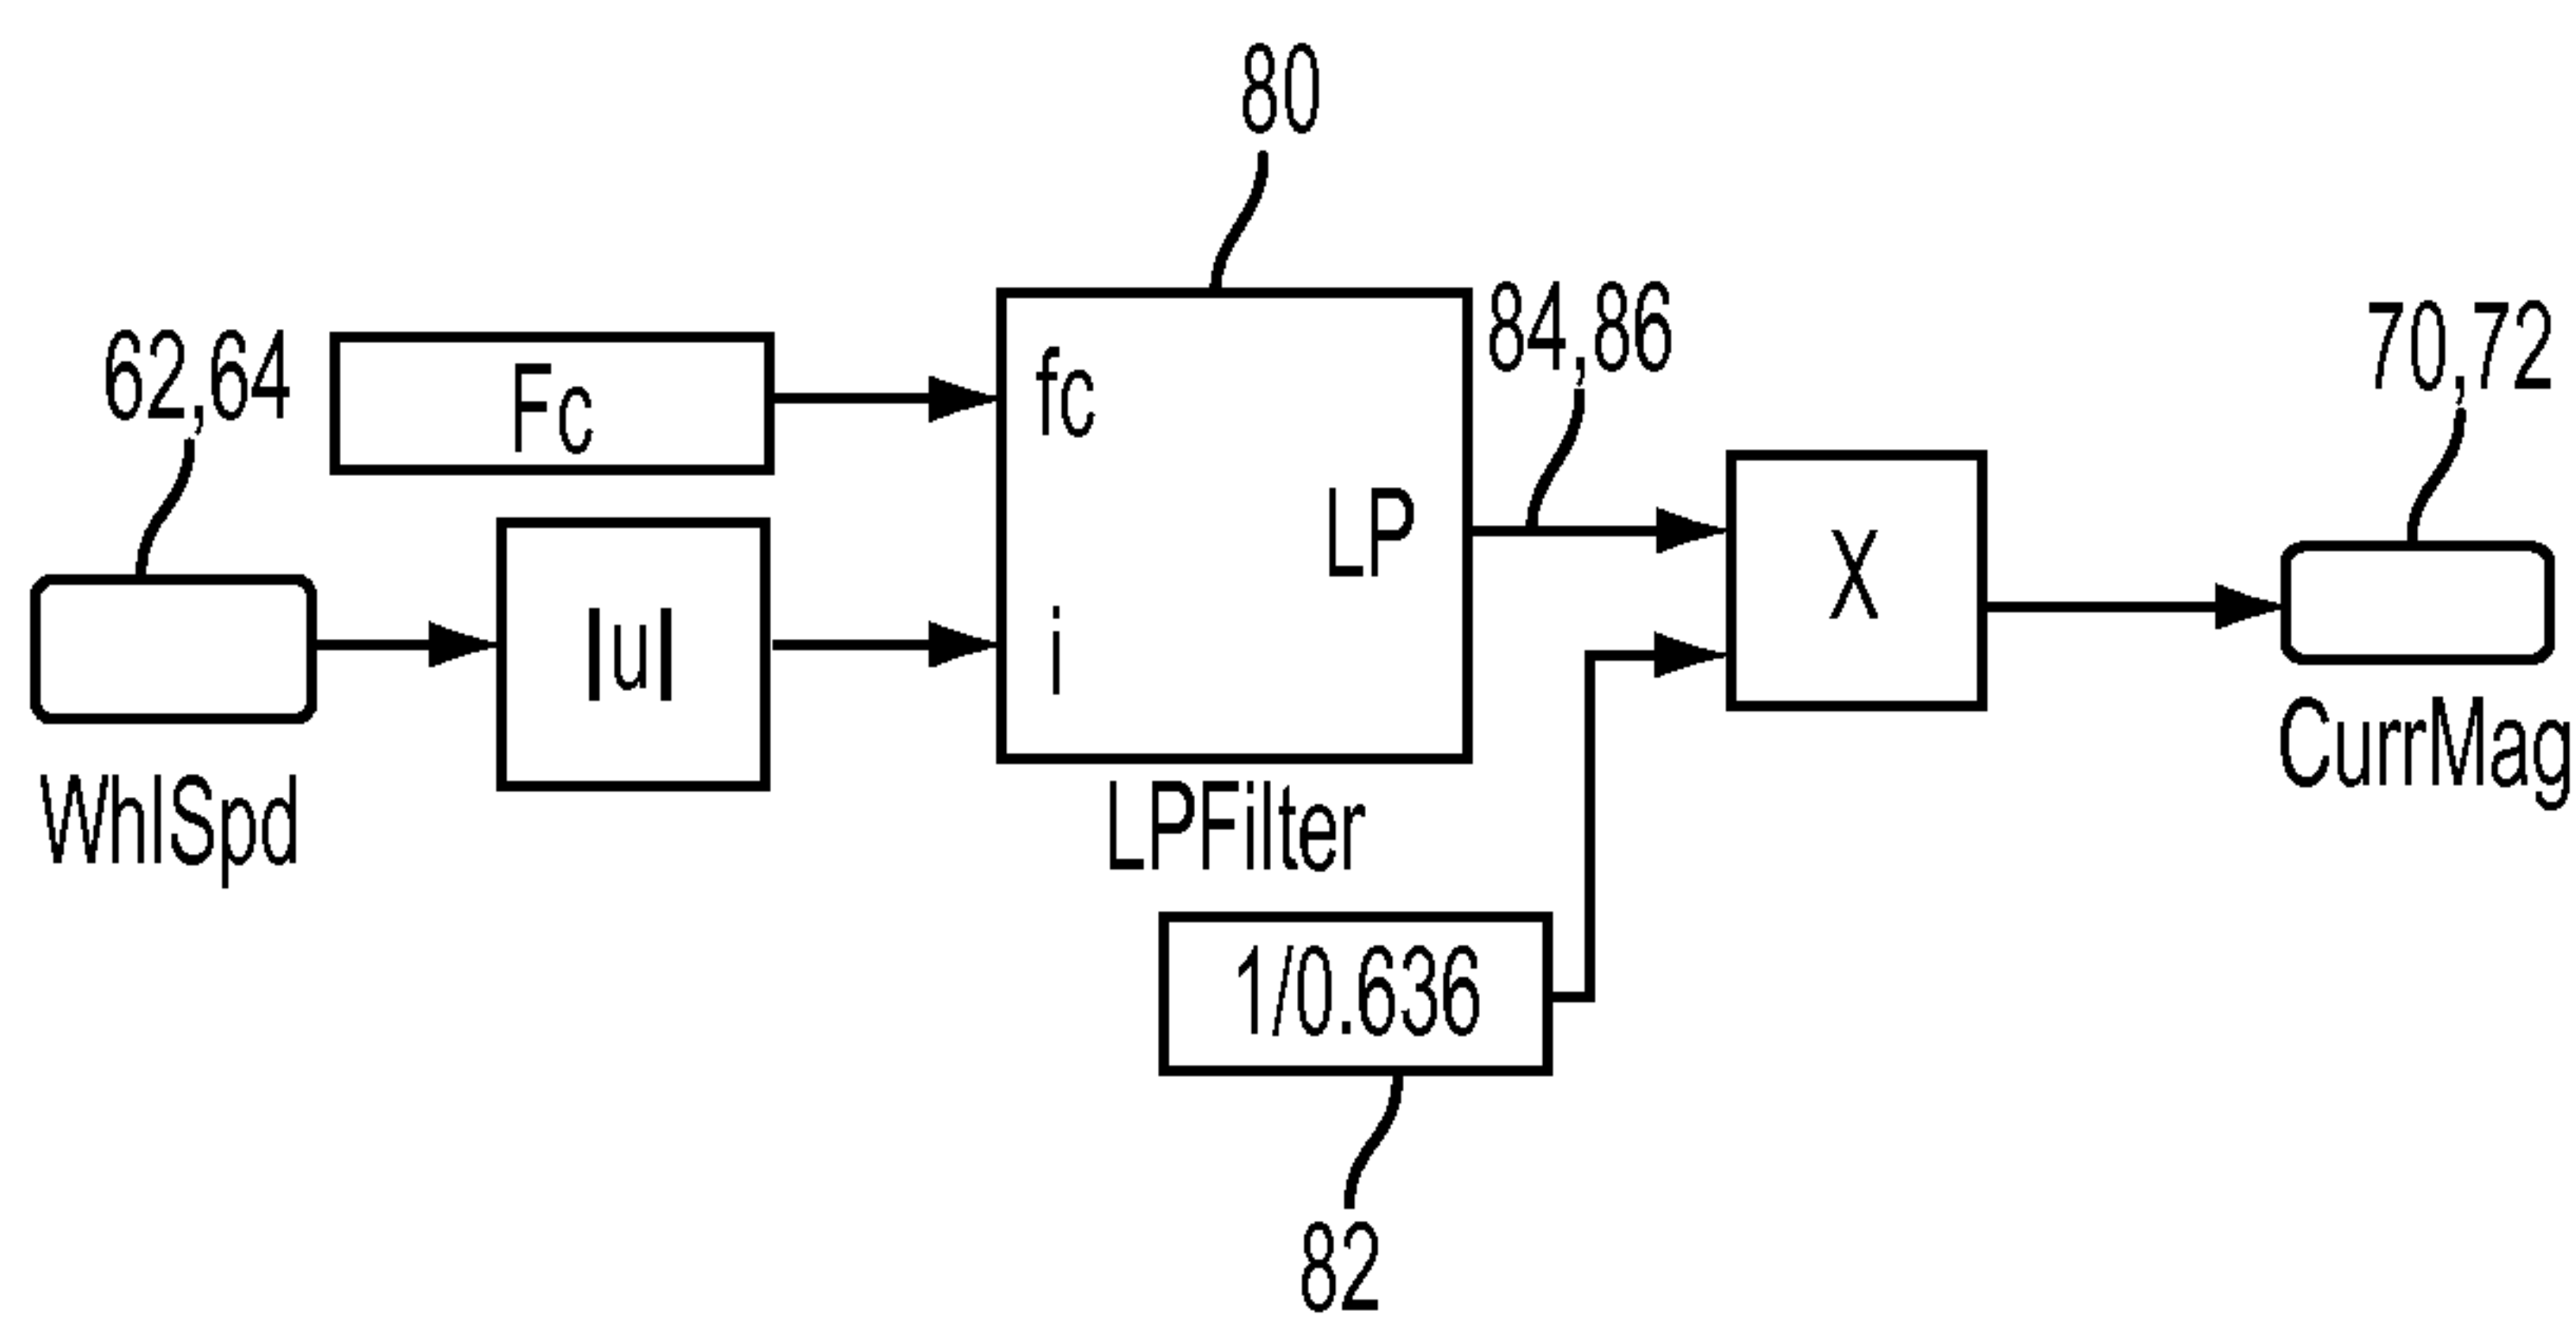 80
62,64
Fc
fc
84,86
70,72
LP
X
|u|
i
WhlSpd
LPFilter
CurrMag
1/0.636
82